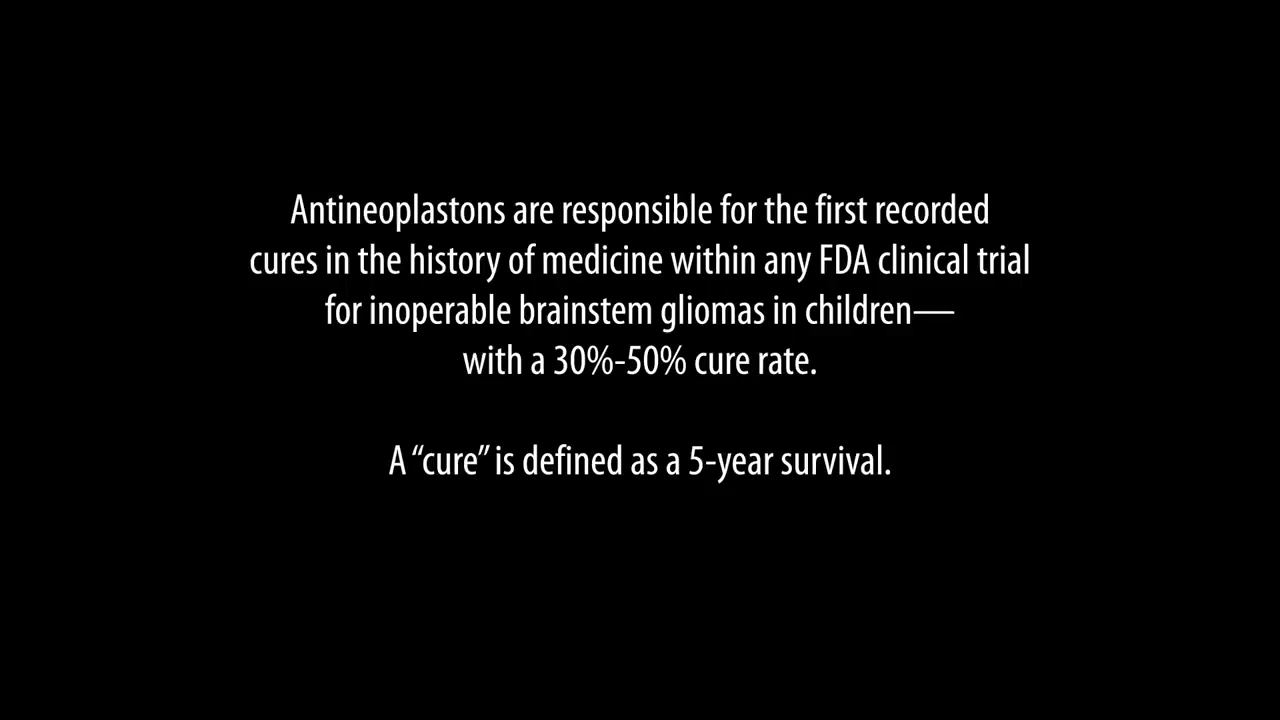 Antineoplastons are responsible for the first recorded
cures in the history of medicine within any FDA clinical trial
for inoperable brainstem gliomas in children—
with a 30%-50% cure rate.
A “cure” is defined as a 5-year survival.